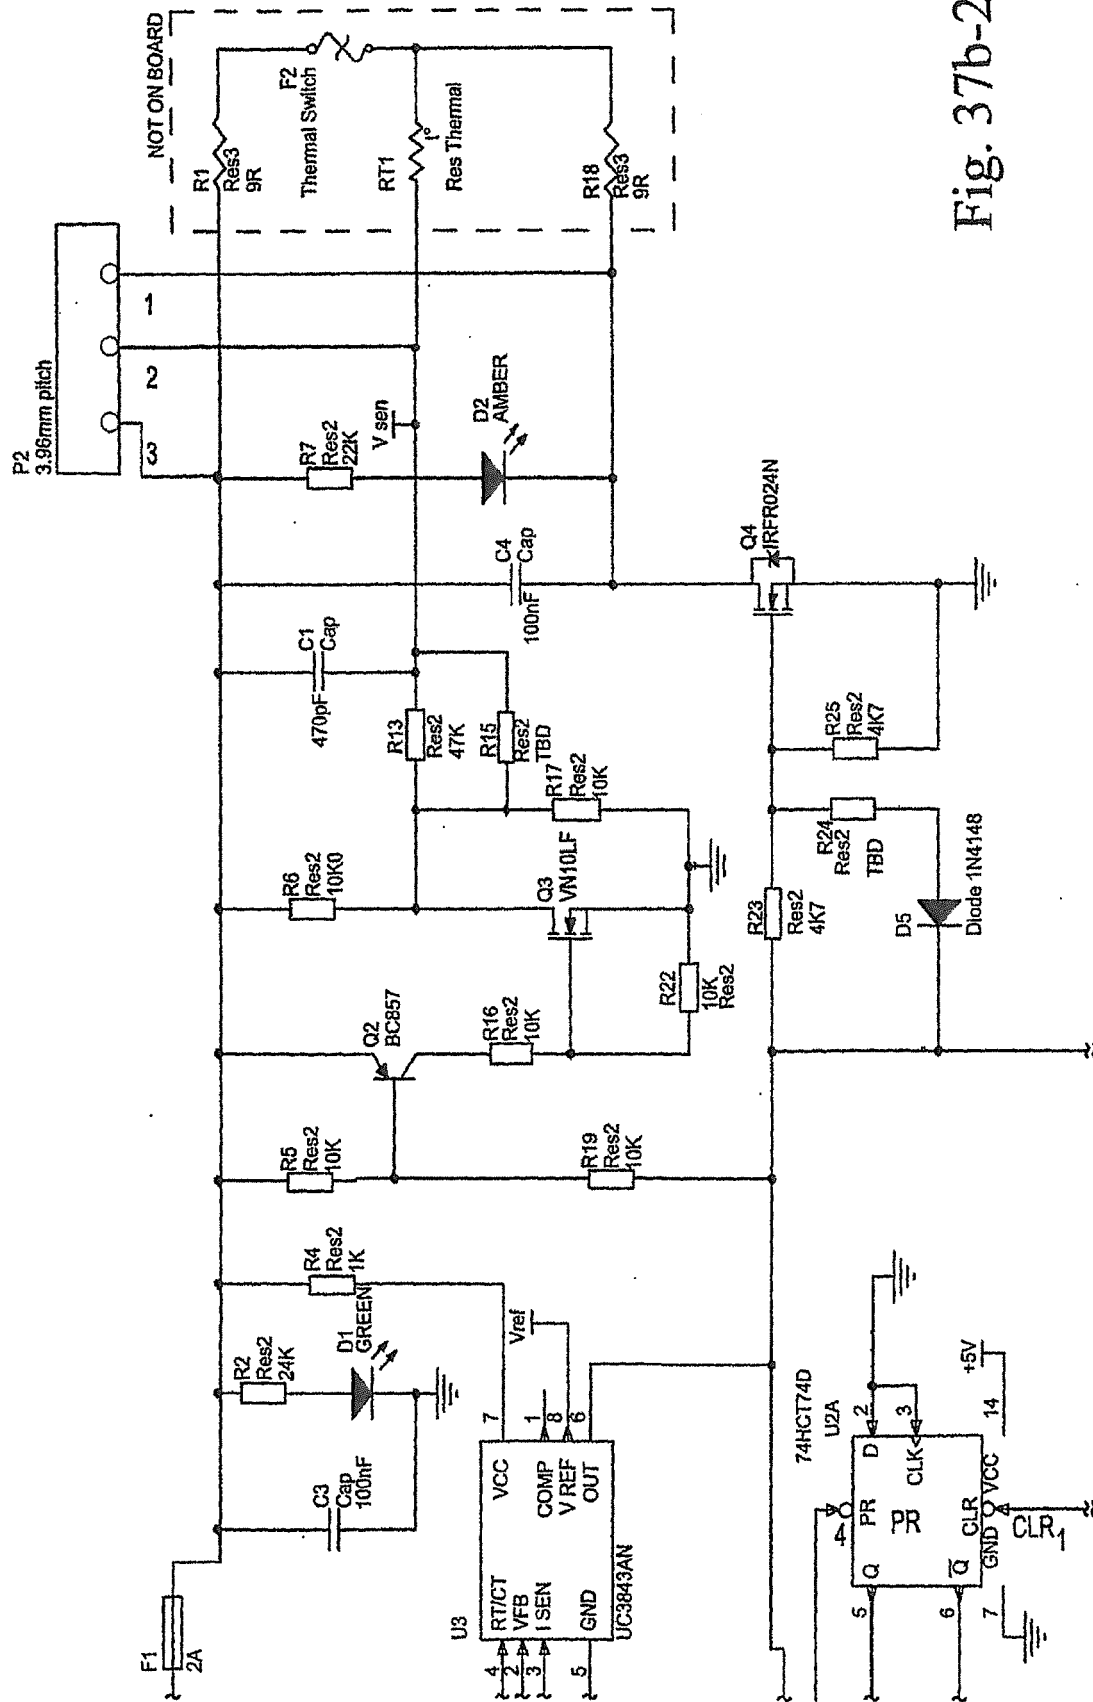 P2
3.96mm pitch
3
2
1
NOT ON BOARD
R1
Res3
9R
F2
Thermal Switch
RT1
t°
Res Thermal
R18
Res3
9R
F1
2A
C3
Cap
100nF
R2
Res2
24K
D1
GREEN
R4
Res2
1K
R5
Res2
10K
Q2
BC857
R6
Res2
10K0
C1
Cap
470pF
R7
Res2
22K
V sen
D2
AMBER
R13
Res2
47K
R15
Res2
TBD
C4
Cap
100nF
R16
Res2
10K
Q3
VN10LF
R17
Res2
10K
R19
Res2
10K
R22
10K
Res2
Q4
IRFR024N
R23
Res2
4K7
R24
Res2
TBD
R25
Res2
4K7
D5
Diode 1N4148
U3
4 RT/CT
2 VFB
3 I SEN
5 GND
VCC 7
COMP 1
V REF 8
OUT 6
UC3843AN
Vref
74HCT74D
U2A
4
PR
PR
5 Q
6 Q
D 2
CLK 3
CLR
GND
VCC
7
14
+5V
CLR1
Fig. 37b-2